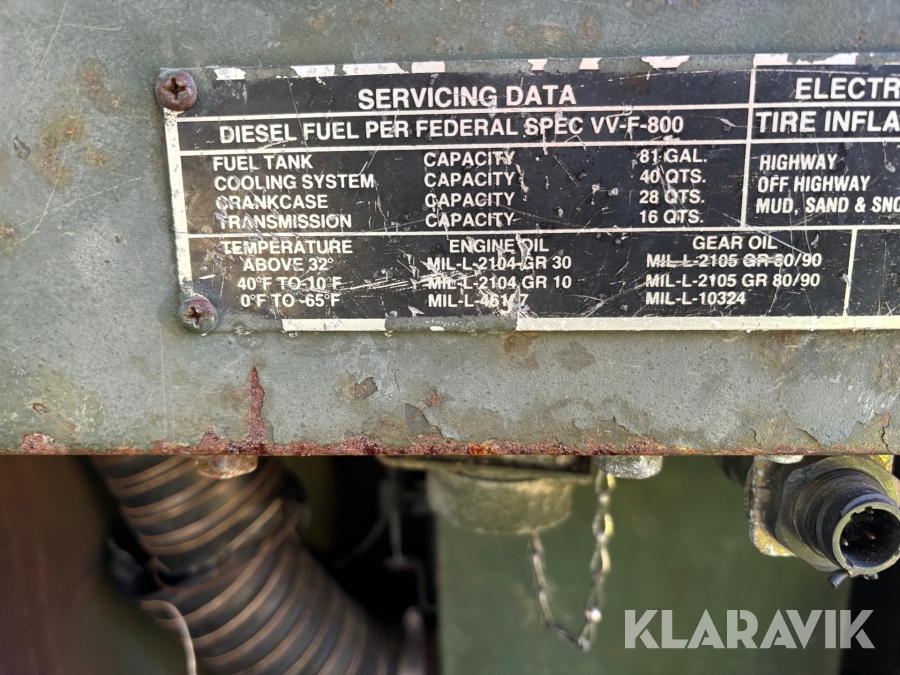 SERVICING DATA
DIESEL FUEL PER FEDERAL SPEC VV-F-800
FUEL TANK CAPACITY 81 GAL.
COOLING SYSTEM CAPACITY 40 QTS.
CRANKCASE CAPACITY 28 QTS.
TRANSMISSION CAPACITY 16 QTS.
TEMPERATURE ENGINE OIL GEAR OIL
ABOVE 32° MIL-L-2104 GR 30 MIL-L-2105 GR 80/90
40°F TO -10°F MIL-L-2104 GR 10 MIL-L-2105 GR 80/90
0°F TO -65°F MIL-L-10324
ELECTR
TIRE INFLA
HIGHWAY
OFF HIGHWAY
MUD, SAND & SNO
KLARAVIK